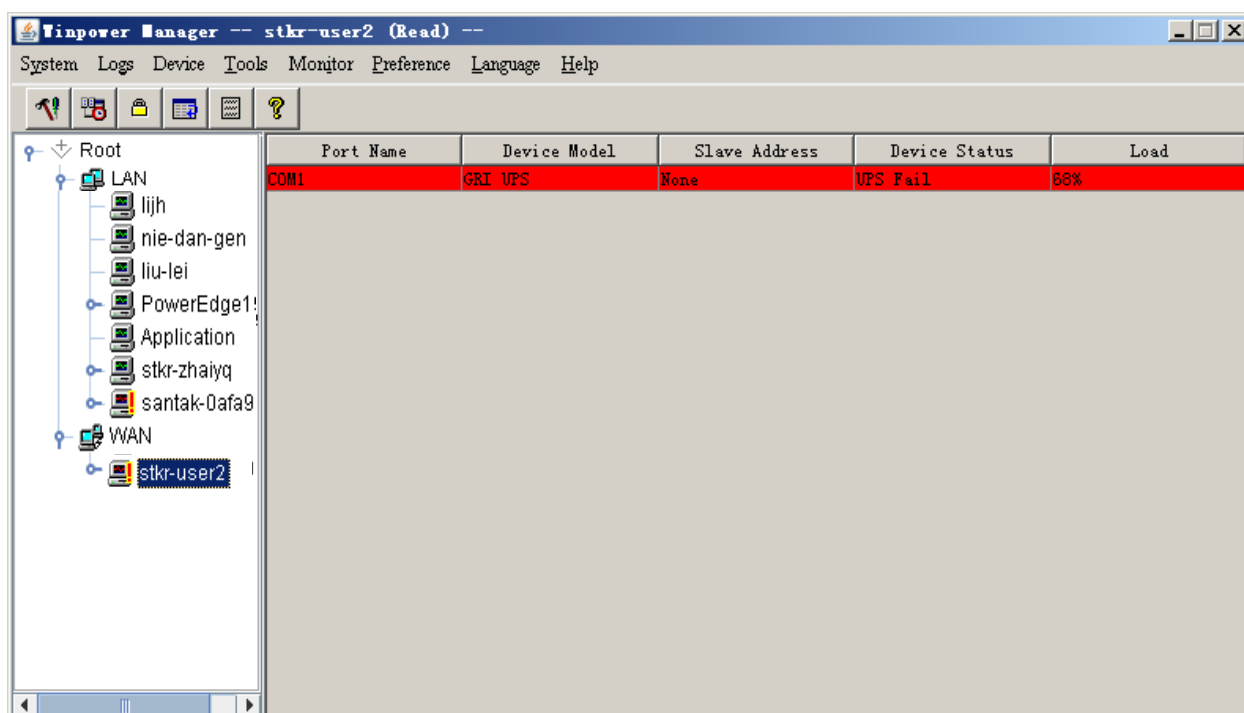 Winpower Manager -- stkr-user2 (Read) --
System Logs Device Tools Monitor Preference Language Help
Root
LAN
lijh
nie-dan-gen
liu-lei
PowerEdge1
Application
stkr-zhaiyq
santak-0afa9
WAN
stkr-user2
Port Name Device Model Slave Address Device Status Load
COM1 GRI UPS None UPS Fail 68%